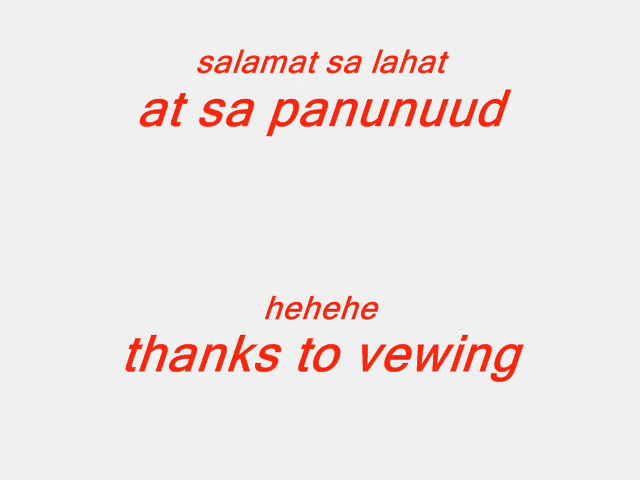 salamat sa lahat
at sa panunuud
hehehe
thanks to vewing